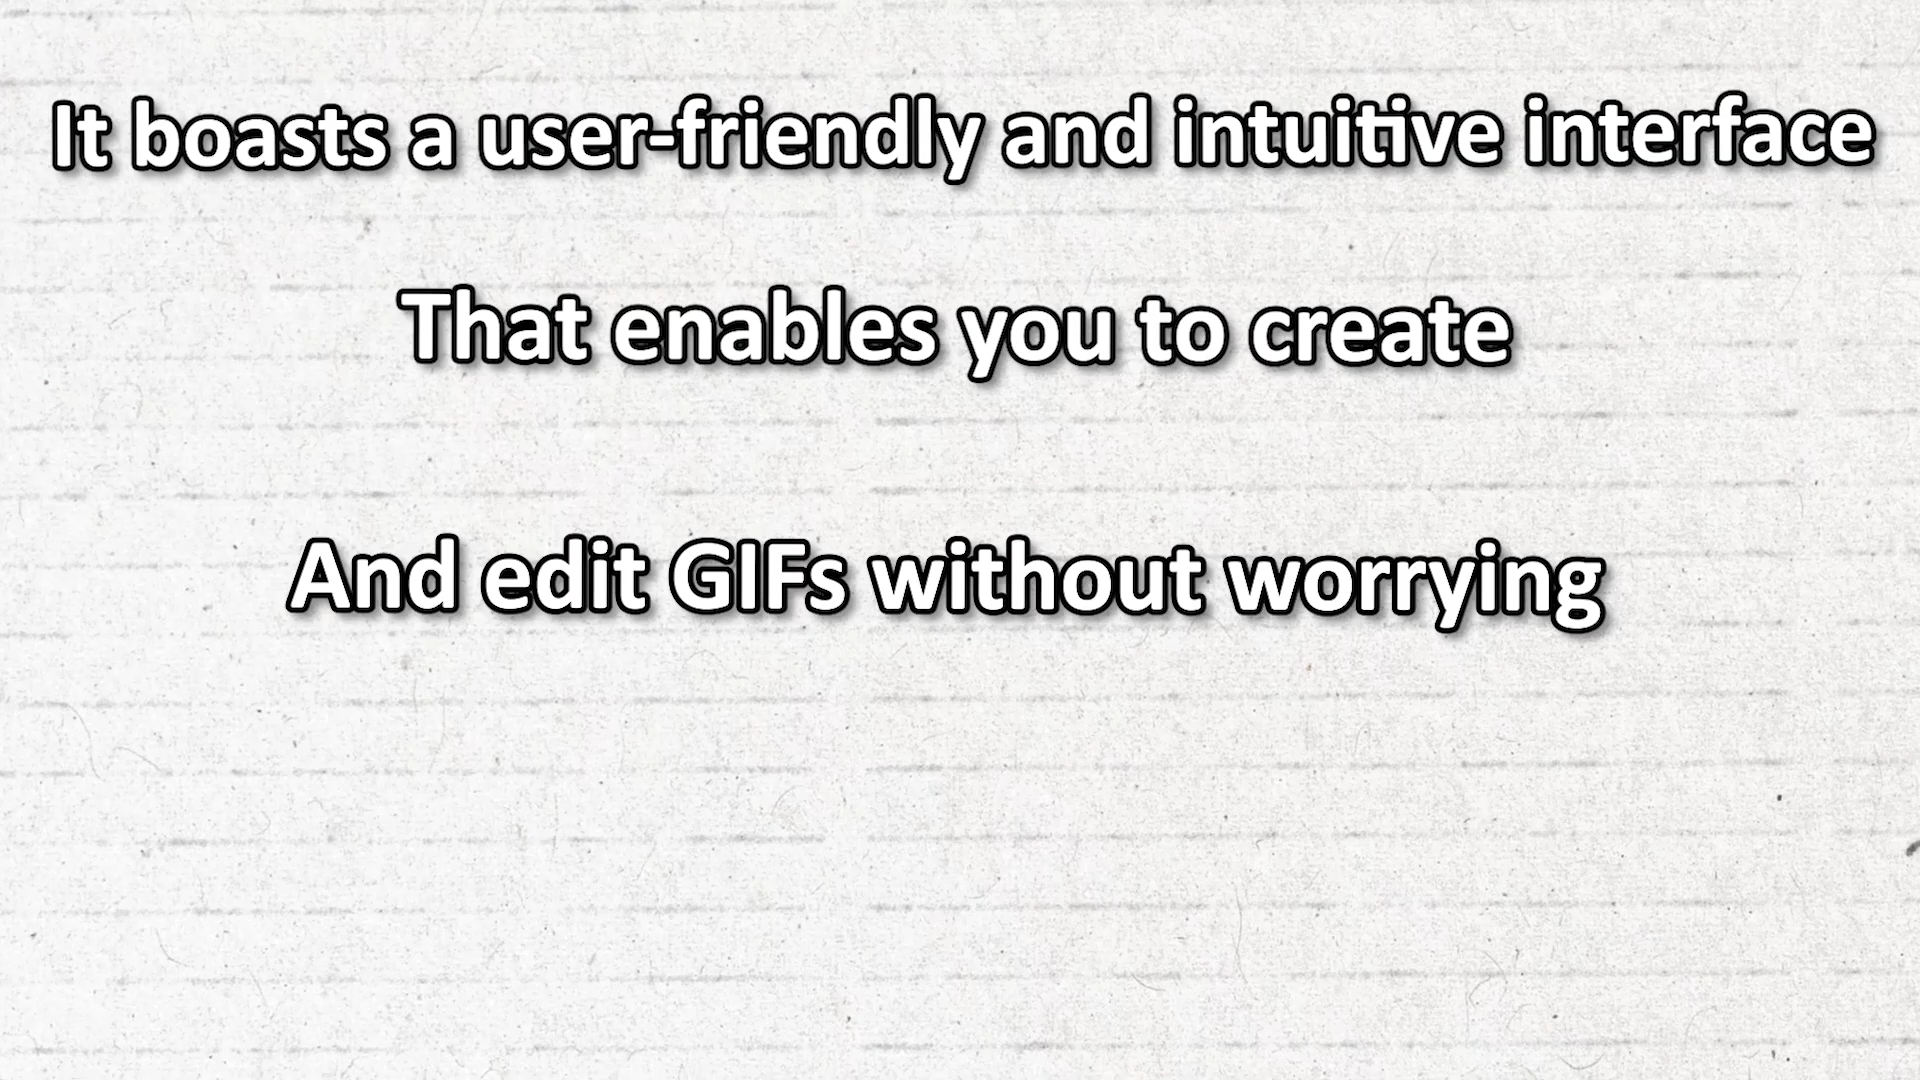 It boasts a user-friendly and intuitive interface
That enables you to create
And edit GIFs without worrying